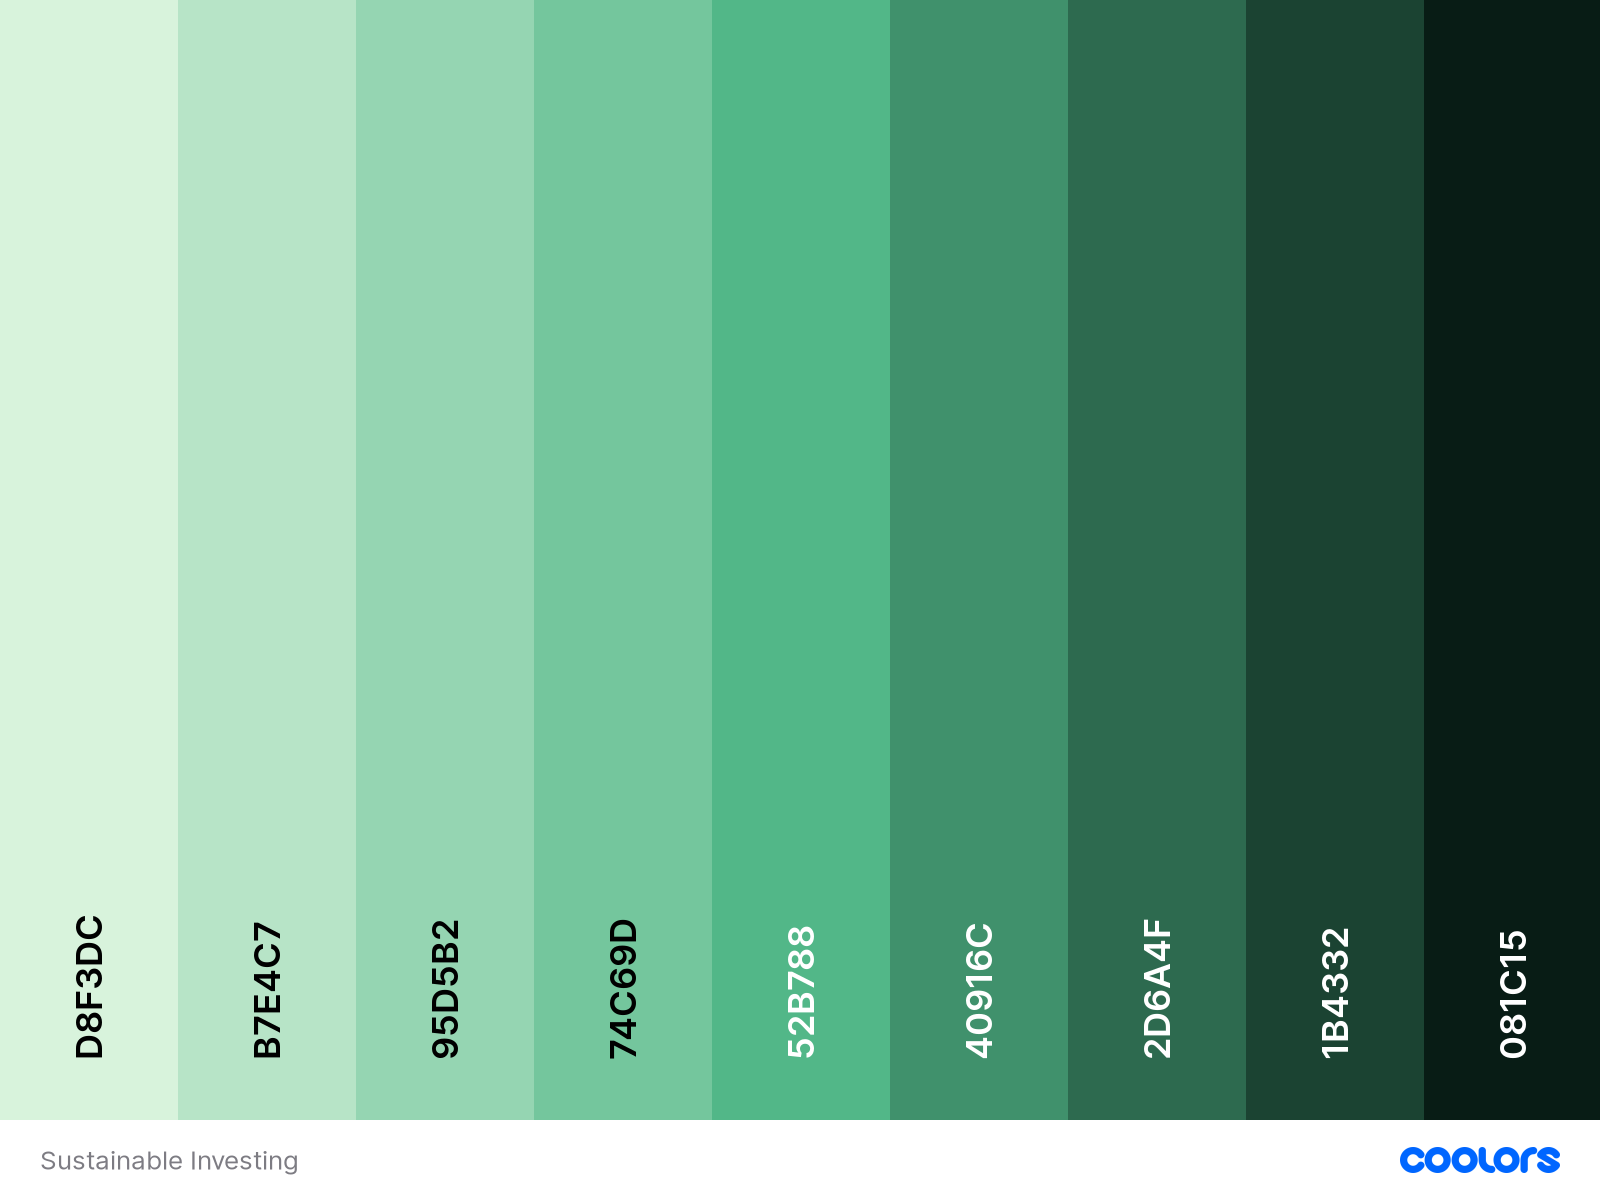 D8F3DC
B7E4C7
95D5B2
74C69D
52B788
40916C
2D6A4F
1B4332
081C15
Sustainable Investing
coolors